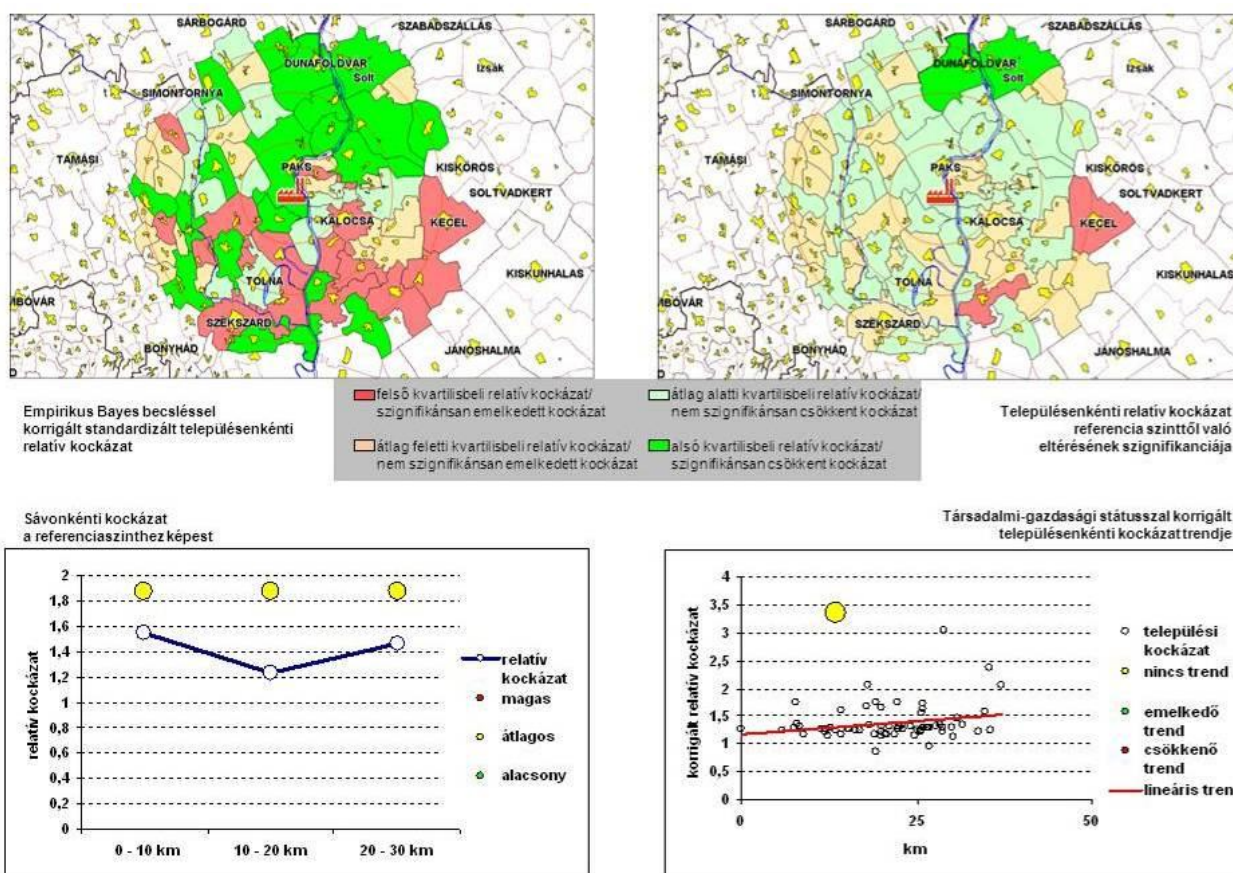 SÁRBOGÁRD
SZABADSZÁLLÁS
DUNAFÖLDVÁR
Solt
Izsák
SIMONTORNYA
TAMÁSI
PAKS
KISKŐRÖS
SOLTVADKERT
KALOCSA
KECEL
TOLNA
KISKUNHALAS
MBÓVÁR
SZEKSZÁRD
BONYHÁD
JÁNOSHALMA
SÁRBOGÁRD
SZABADSZÁLLÁS
DUNAFÖLDVÁR
Solt
Izsák
SIMONTORNYA
TAMÁSI
PAKS
KISKŐRÖS
SOLTVADKERT
KALOCSA
KECEL
TOLNA
KISKUNHALAS
MBÓVÁR
SZEKSZÁRD
BONYHÁD
JÁNOSHALMA
Empirikus Bayes becsléssel
korrigált standardizált településenkénti
relatív kockázat
felső kvartilisbeli relatív kockázat/
szignifikánsan emelkedett kockázat
átlag feletti kvartilisbeli relatív kockázat/
nem szignifikánsan emelkedett kockázat
átlag alatti kvartilisbeli relatív kockázat/
nem szignifikánsan csökkent kockázat
alsó kvartilisbeli relatív kockázat/
szignifikánsan csökkent kockázat
Településenkénti relatív kockázat
referencia szinttől való
eltérésének szignifikanciája
Sávonkénti kockázat
a referenciaszinthez képest
relatív kockázat
2
1,8
1,6
1,4
1,2
1
0,8
0,6
0,4
0,2
0
0 - 10 km
10 - 20 km
20 - 30 km
relatív
kockázat
magas
átlagos
alacsony
Társadalmi-gazdasági státusszal korrigált
településenkénti kockázat trendje
korrigált relatív kockázat
4
3,5
3
2,5
2
1,5
1
0,5
0
0
25
50
km
települési
kockázat
nincs trend
emelkedő
trend
csökkenő
trend
lineáris tren